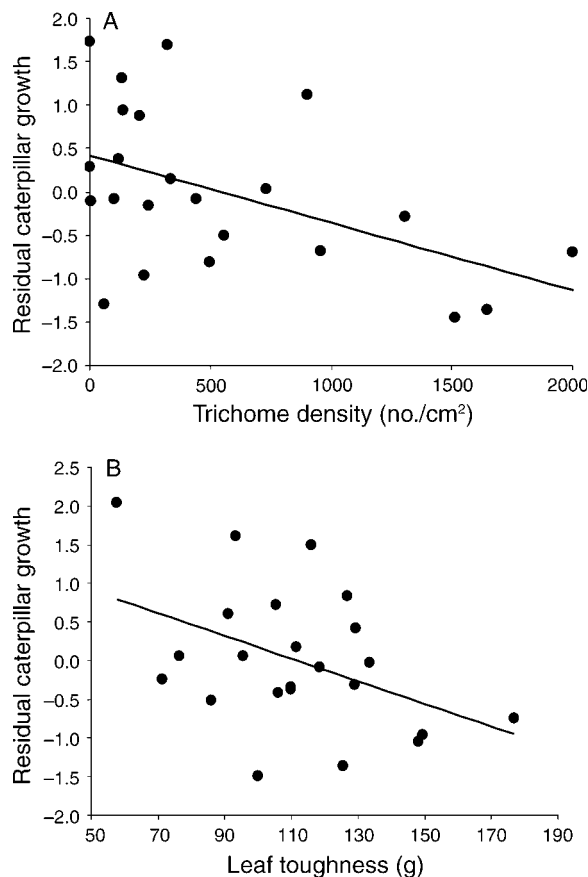 A
2.0
1.5
1.0
0.5
0.0
−0.5
−1.0
−1.5
−2.0
Residual caterpillar growth
0 500 1000 1500 2000
Trichome density (no./cm²)
B
2.5
2.0
1.5
1.0
0.5
0.0
−0.5
−1.0
−1.5
−2.0
Residual caterpillar growth
50 70 90 110 130 150 170 190
Leaf toughness (g)